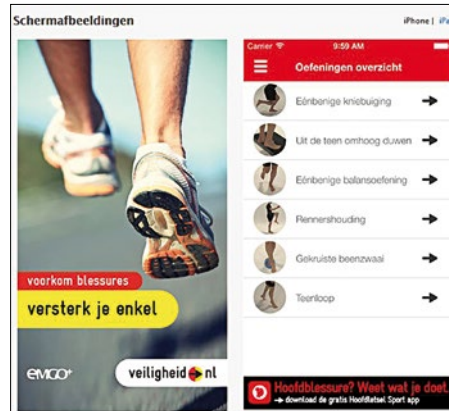 Schermafbeeldingen
iPhone | iPa
voorkom blessures
versterk je enkel
EMGO+
veiligheid nl
Carrier 9:59 AM
Oefeningen overzicht
Eénbenige kniebuiging
Uit de teen omhoog duwen
Eénbenige balansoefening
Rennershouding
Gekruiste beenzwaai
Teenloop
Hoofdblessure? Weet wat je doet.
download de gratis Hoofdletsel Sport app